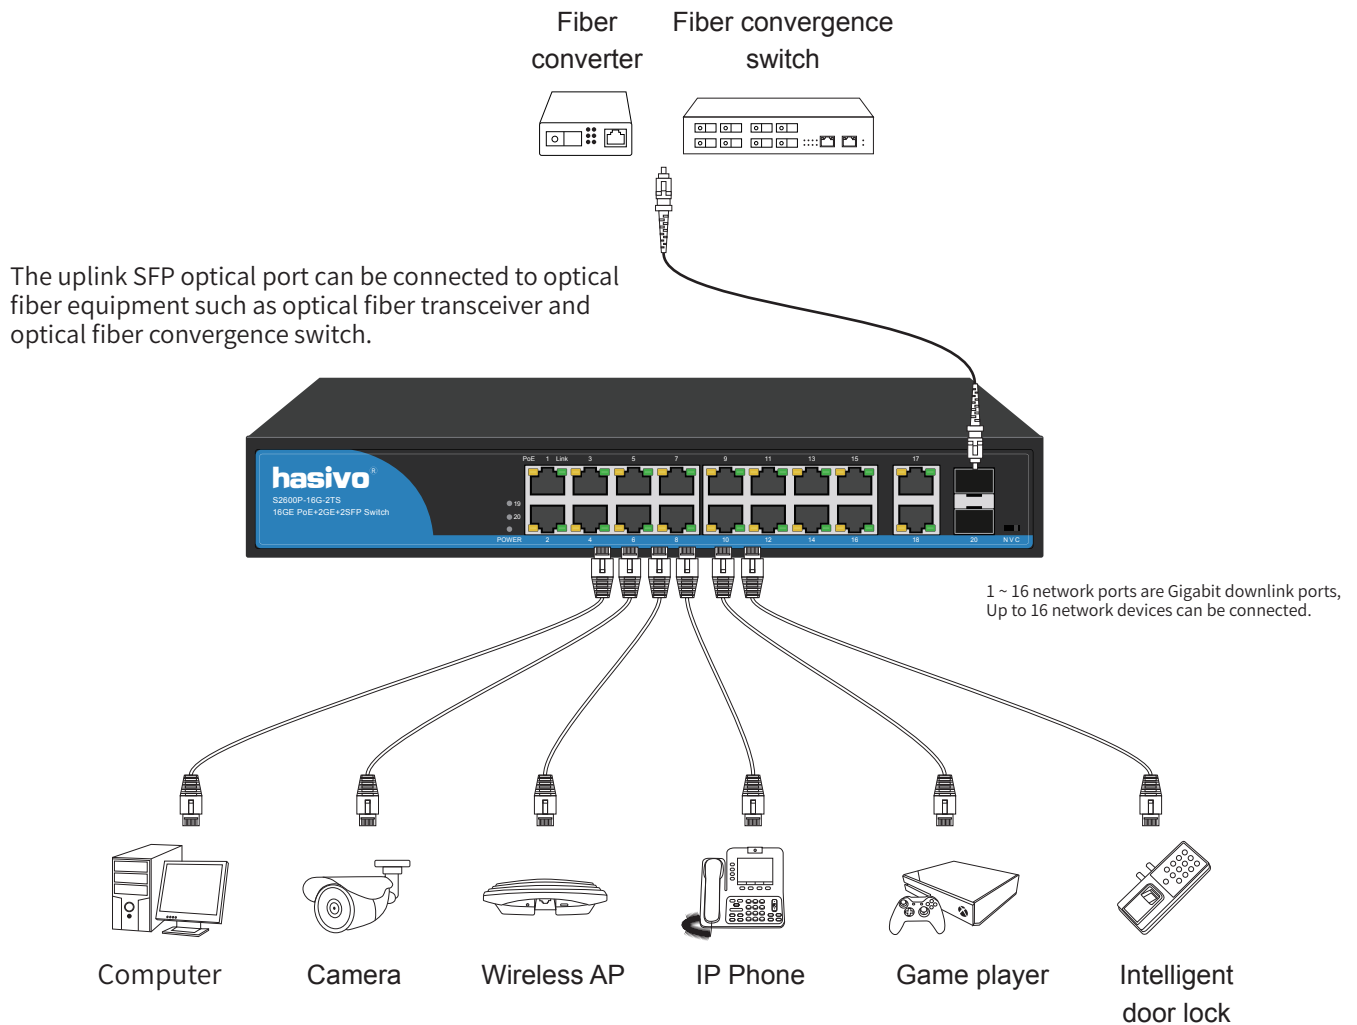 Fiber
converter
Fiber convergence
switch
The uplink SFP optical port can be connected to optical
fiber equipment such as optical fiber transceiver and
optical fiber convergence switch.
hasivo®
S2600P-16G-2TS
16GE PoE+2GE+2SFP Switch
PoE 1 Link 3 5 7 9 11 13 15 17
19
20
POWER 2 4 6 8 10 12 14 16 18 20 N V C
1 ~ 16 network ports are Gigabit downlink ports,
Up to 16 network devices can be connected.
Computer
Camera
Wireless AP
IP Phone
Game player
Intelligent
door lock